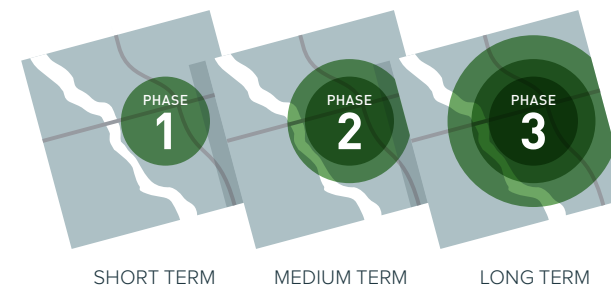 PHASE
1
PHASE
2
PHASE
3
SHORT TERM
MEDIUM TERM
LONG TERM